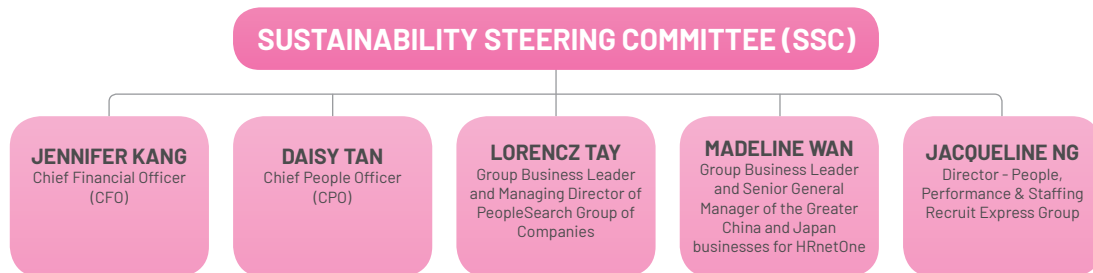 SUSTAINABILITY STEERING COMMITTEE (SSC)
JENNIFER KANG
Chief Financial Officer
(CFO)
DAISY TAN
Chief People Officer
(CPO)
LORENCZ TAY
Group Business Leader
and Managing Director of
PeopleSearch Group of
Companies
MADELINE WAN
Group Business Leader
and Senior General
Manager of the Greater
China and Japan
businesses for HRnetOne
JACQUELINE NG
Director - People,
Performance & Staffing
Recruit Express Group